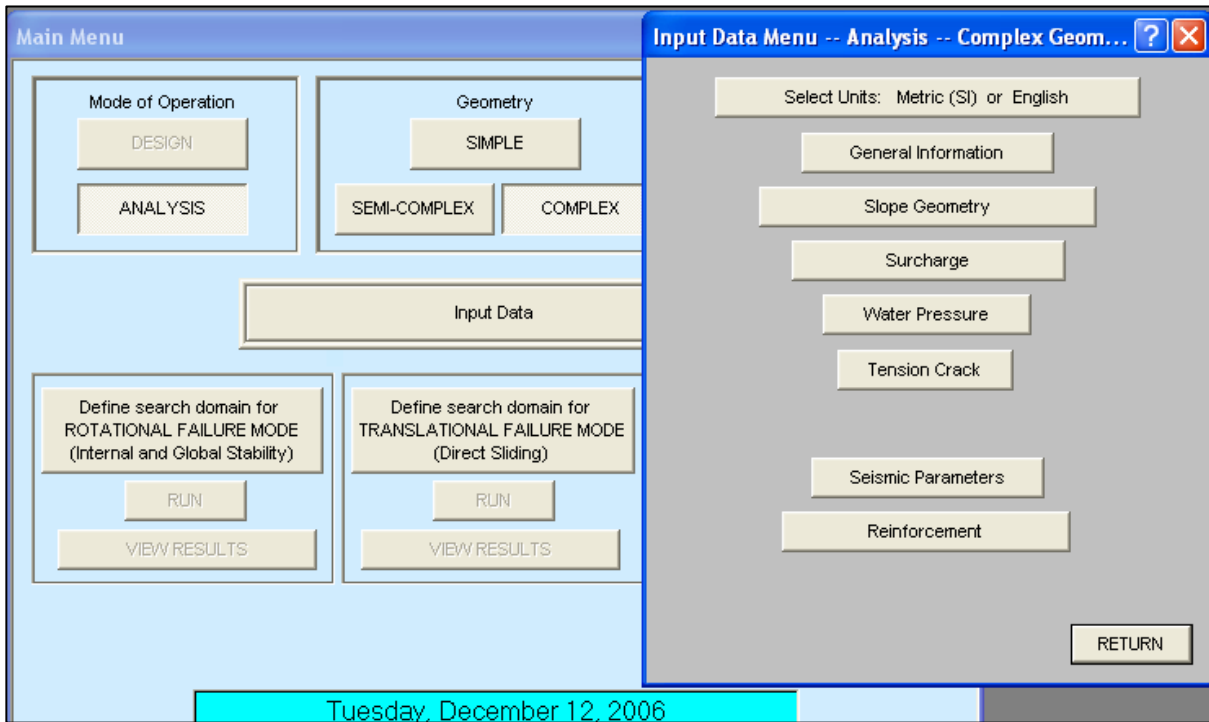 Main Menu
Mode of Operation
DESIGN
ANALYSIS
Geometry
SIMPLE
SEMI-COMPLEX
COMPLEX
Input Data
Define search domain for
ROTATIONAL FAILURE MODE
(Internal and Global Stability)
RUN
VIEW RESULTS
Define search domain for
TRANSLATIONAL FAILURE MODE
(Direct Sliding)
RUN
VIEW RESULTS
Tuesday, December 12, 2006
Input Data Menu -- Analysis -- Complex Geom...
Select Units: Metric (SI) or English
General Information
Slope Geometry
Surcharge
Water Pressure
Tension Crack
Seismic Parameters
Reinforcement
RETURN